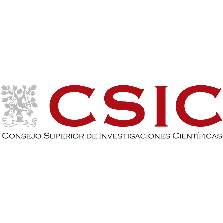 CSIC
CONSEJO SUPERIOR DE INVESTIGACIONES CIENTÍFICAS